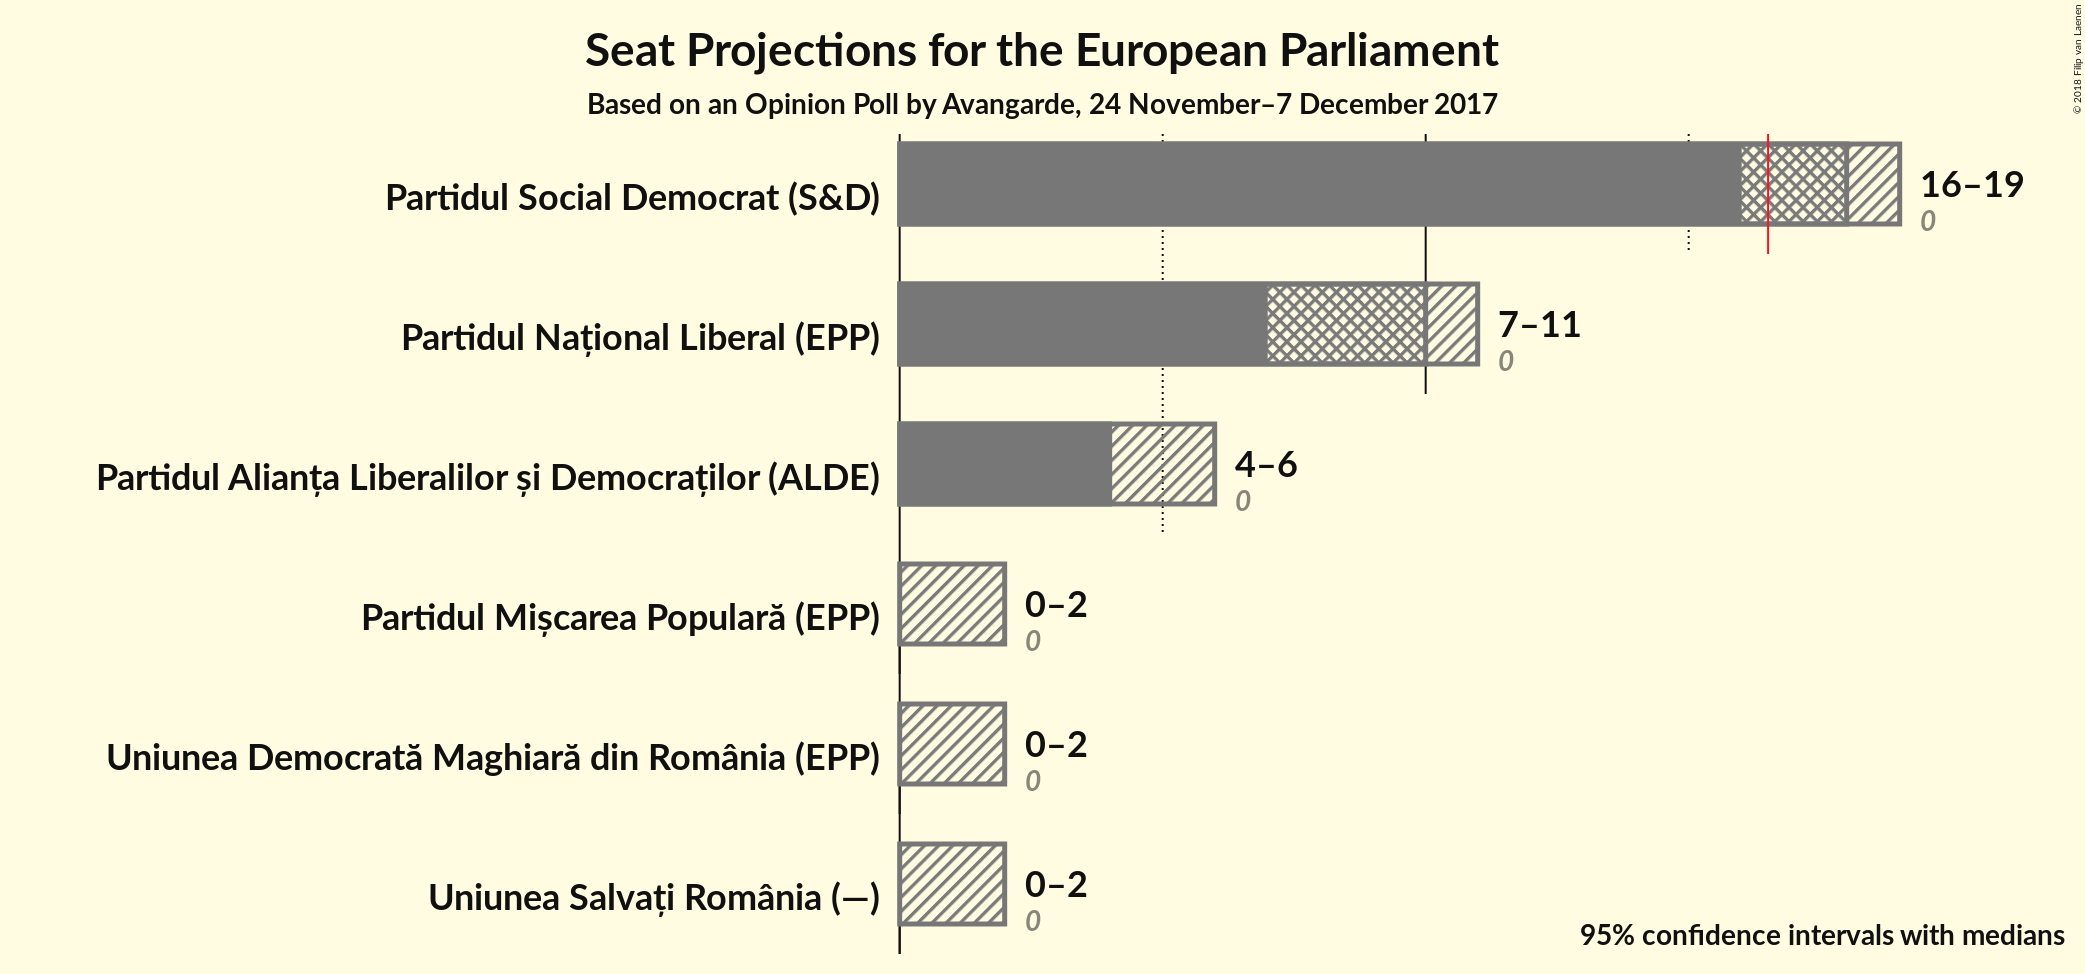 Seat Projections for the European Parliament
Based on an Opinion Poll by Avangarde, 24 November–7 December 2017
© 2018 Filip van Laenen
Partidul Social Democrat (S&D)
16–19
0
Partidul Național Liberal (EPP)
7–11
0
Partidul Alianța Liberalilor și Democraților (ALDE)
4–6
0
Partidul Mișcarea Populară (EPP)
0–2
0
Uniunea Democrată Maghiară din România (EPP)
0–2
0
Uniunea Salvați România (—)
0–2
0
95% confidence intervals with medians